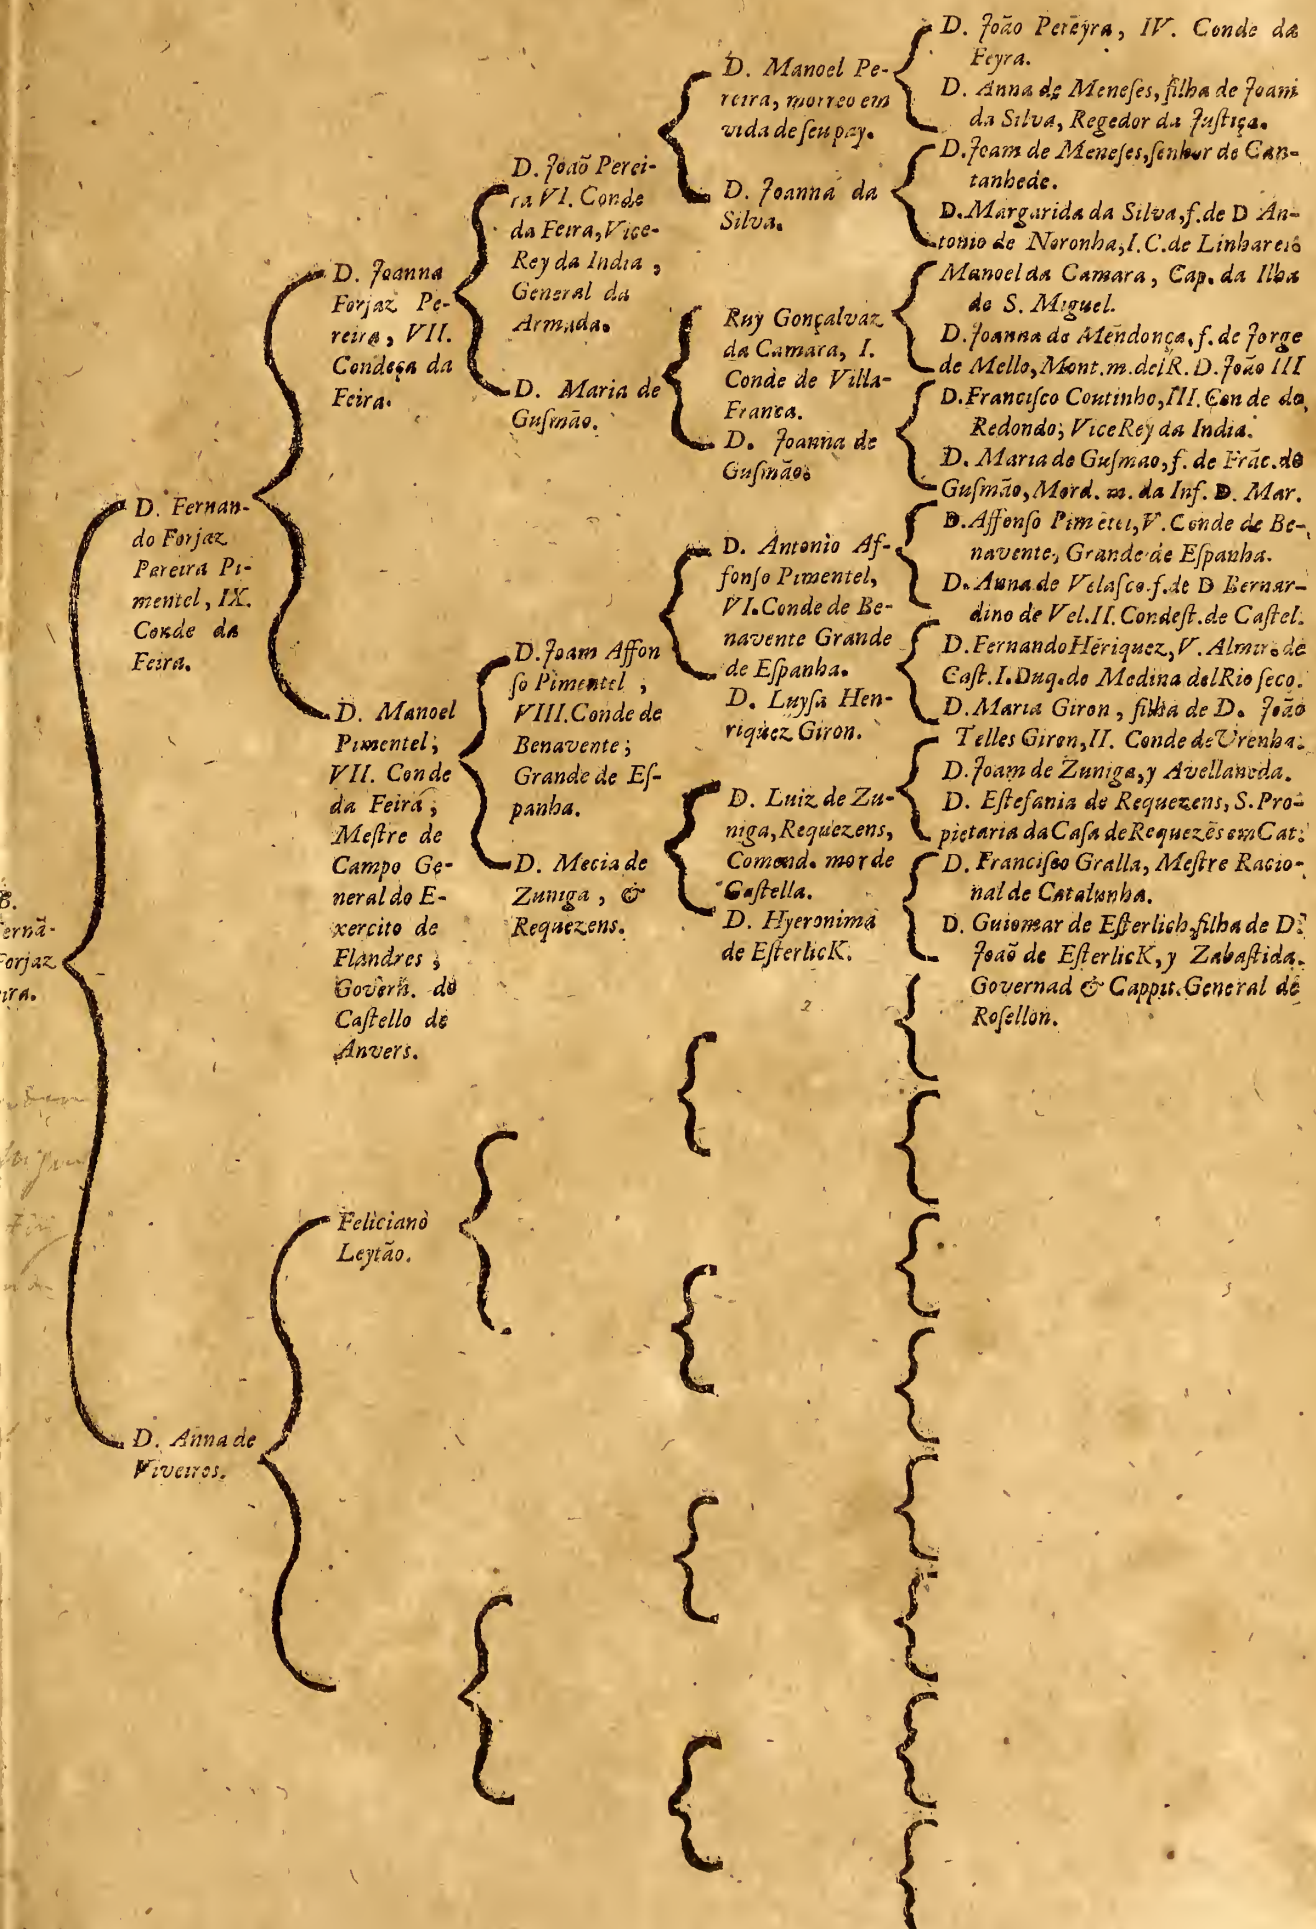 B.
Fernã-
Forjaz
eira.
D. Fernan-
do Forjaz
Pereira Pi-
mentel, IX.
Conde da
Feira.
D. Anna de
Viveiros.
D. Joanna
Forjaz Pe-
reira, VII.
Condeça da
Feira.
D. Manoel
Pimentel;
VII. Conde
da Feira;
Meſtre de
Campo Ge-
neral do E-
xercito de
Flandres;
Govern. do
Caſtello de
Anvers.
Feliciano
Leytão.
D. João Perei-
ra VI. Conde
da Feira, Vice-
Rey da India,
General da
Armada.
D. Maria de
Guſmão.
D. Joam Affon
ſo Pimentel,
VIII. Conde de
Benavente;
Grande de Eſ-
panha.
D. Mecia de
Zuniga, &
Requezens.
D. Manoel Pe-
reira, morreo em
vida de ſeu pay.
D. Joanna da
Silva.
Ruy Gonçalvaz
da Camara, I.
Conde de Villa-
Franca.
D. Joanna de
Guſmão.
D. Antonio Af-
fonſo Pimentel,
VI. Conde de Be-
navente Grande
de Eſpanha.
D. Luyſa Hen-
riquez Giron.
D. Luiz de Zu-
niga, Requezens,
Comend. mor de
Caſtella.
D. Hyeronima
de EſterlicK.
D. João Pereyra, IV. Conde da
Feyra.
D. Anna de Meneſes, filha de Joam
da Silva, Regedor da Juſtiça.
D. Joam de Meneſes, ſenhor de Can-
tanhede.
D. Margarida da Silva, f. de D An-
tonio de Noronha, I. C. de Linhares
Manoel da Camara, Cap. da Ilha
de S. Miguel.
D. Joanna de Mendonça, f. de Jorge
de Mello, Mont. m. delR. D. João III
D. Franciſco Coutinho, III. Conde do
Redondo; ViceRey da India.
D. Maria de Guſmao, f. de Frãc. de
Guſmão, Mord. m. da Inf. D. Mar.
D. Affonſo Pimētel, V. Conde de Be-
navente, Grande de Eſpanha.
D. Anna de Velaſco. f. de D Bernar-
dino de Vel. II. Condeſt. de Caſtel.
D. Fernando Hēriquez, V. Almir. de
Caſt. I. Duq. de Medina del Rio ſeco.
D. Maria Giron, filha de D. João
Telles Giron, II. Conde de Urenha.
D. Joam de Zuniga, y Avellaneda.
D. Eſtefania de Requezens, S. Pro-
pietaria da Caſa de Requezēs em Cat.
D. Franciſco Gralla, Meſtre Racio-
nal de Catalunha.
D. Guiomar de Eſterlich, filha de D.
Joaõ de EſterlicK, y Zabaſtida.
Governad & Cappit. General de
Roſellon.